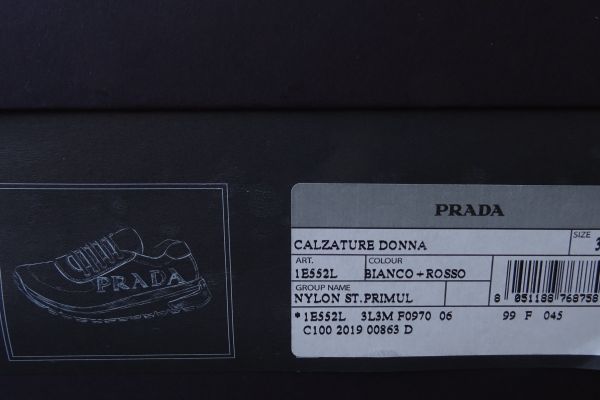 PRADA
PRADA
CALZATURE DONNA
SIZE
ART.
COLOUR
1E552L
BIANCO+ROSSO
GROUP NAME
NYLON ST.PRIMUL
8 051188 768758
*1E552L 3L3M F0970 06 99 F 045
C100 2019 00863 D